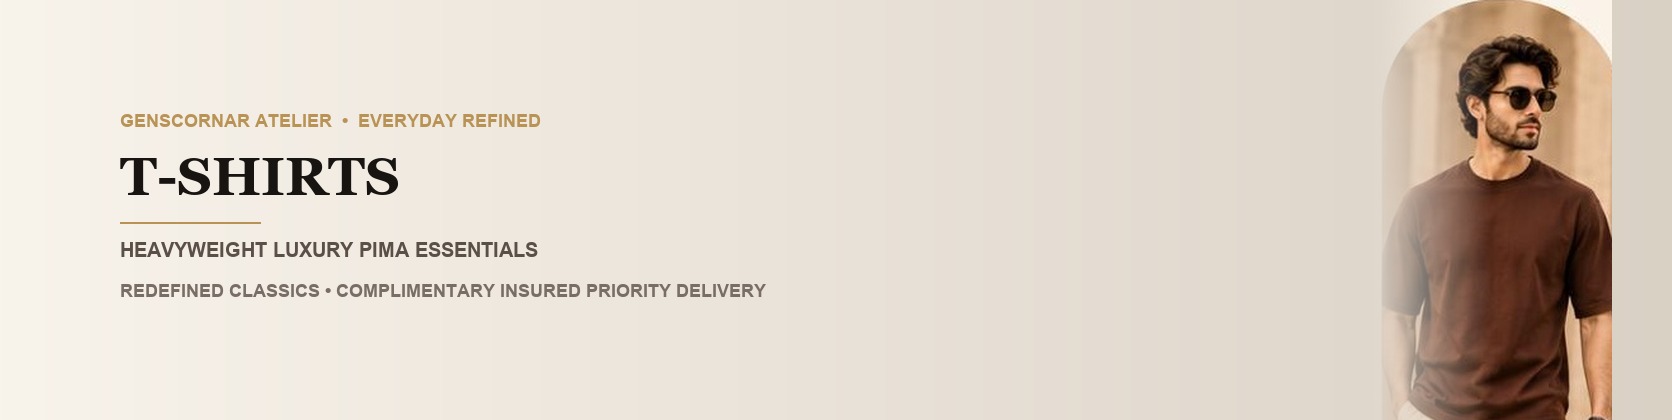 GENSCORNAR ATELIER • EVERYDAY REFINED
T-SHIRTS
HEAVYWEIGHT LUXURY PIMA ESSENTIALS
REDEFINED CLASSICS • COMPLIMENTARY INSURED PRIORITY DELIVERY